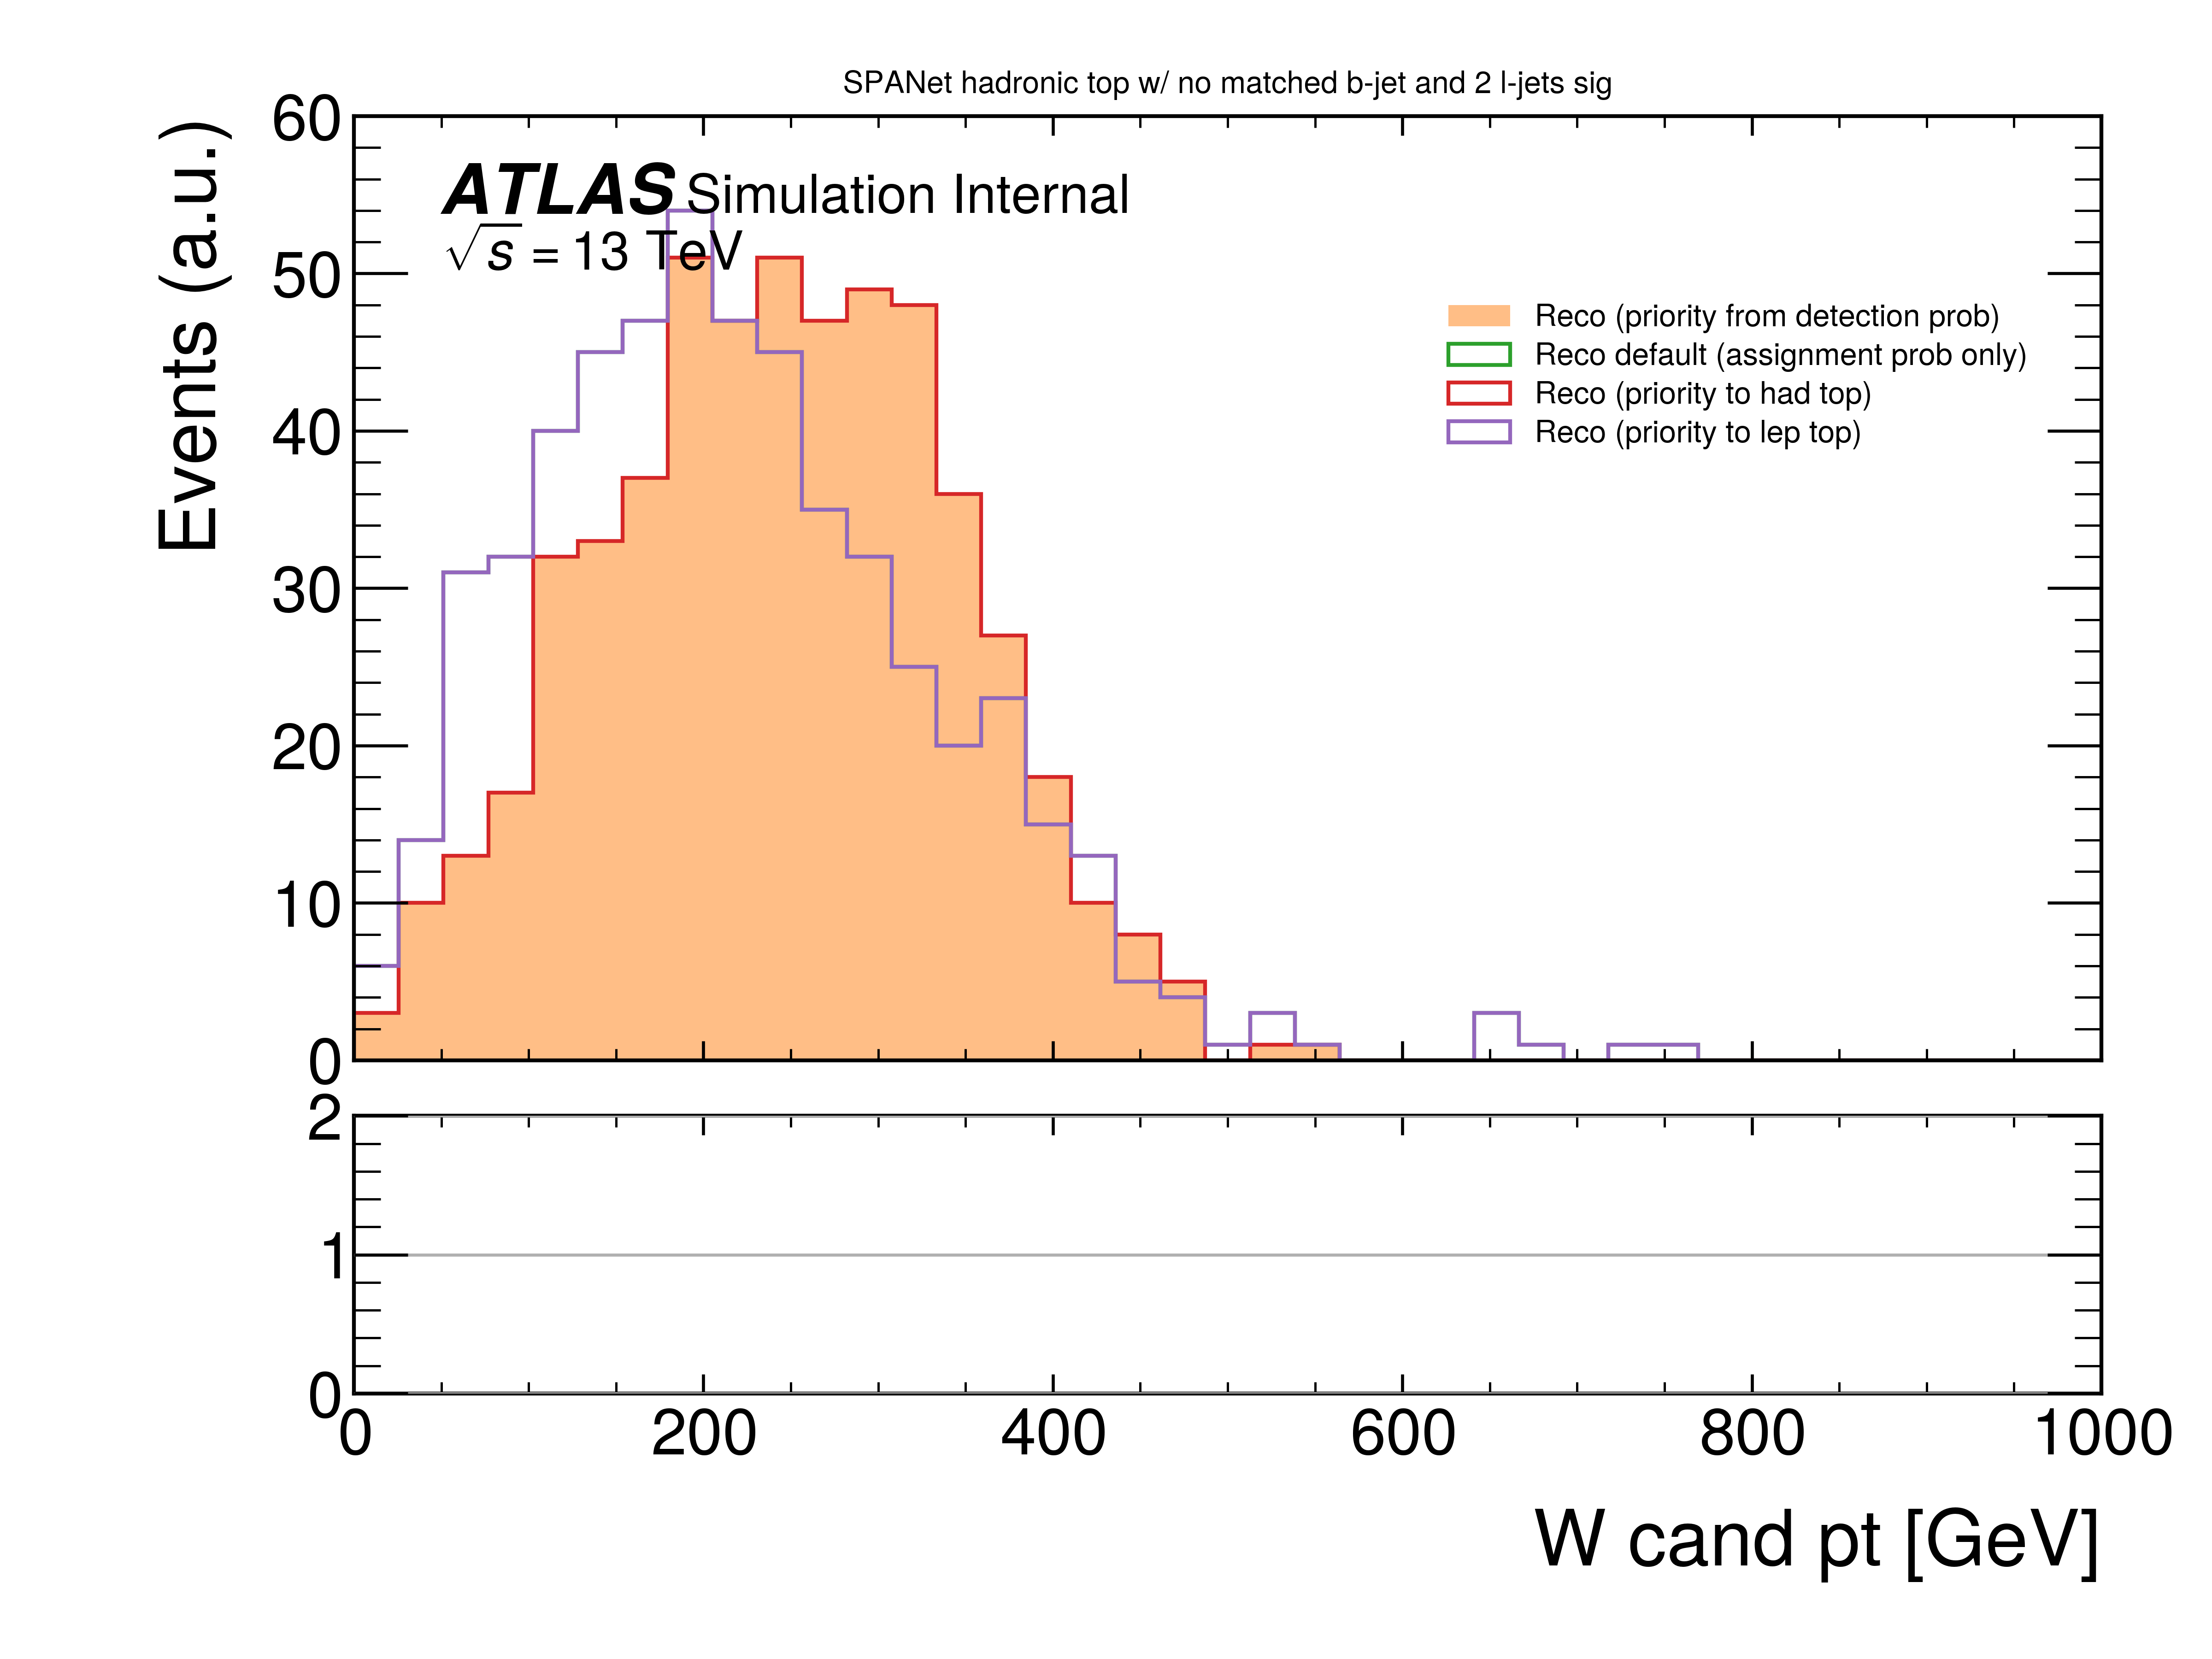 SPANet hadronic top w/ no matched b-jet and 2 l-jets sig
60
ATLAS Simulation Internal
√s = 13 TeV
Events (a.u.)
50
40
30
20
10
0
Reco (priority from detection prob)
Reco default (assignment prob only)
Reco (priority to had top)
Reco (priority to lep top)
2
1
0
0 200 400 600 800 1000
W cand pt [GeV]